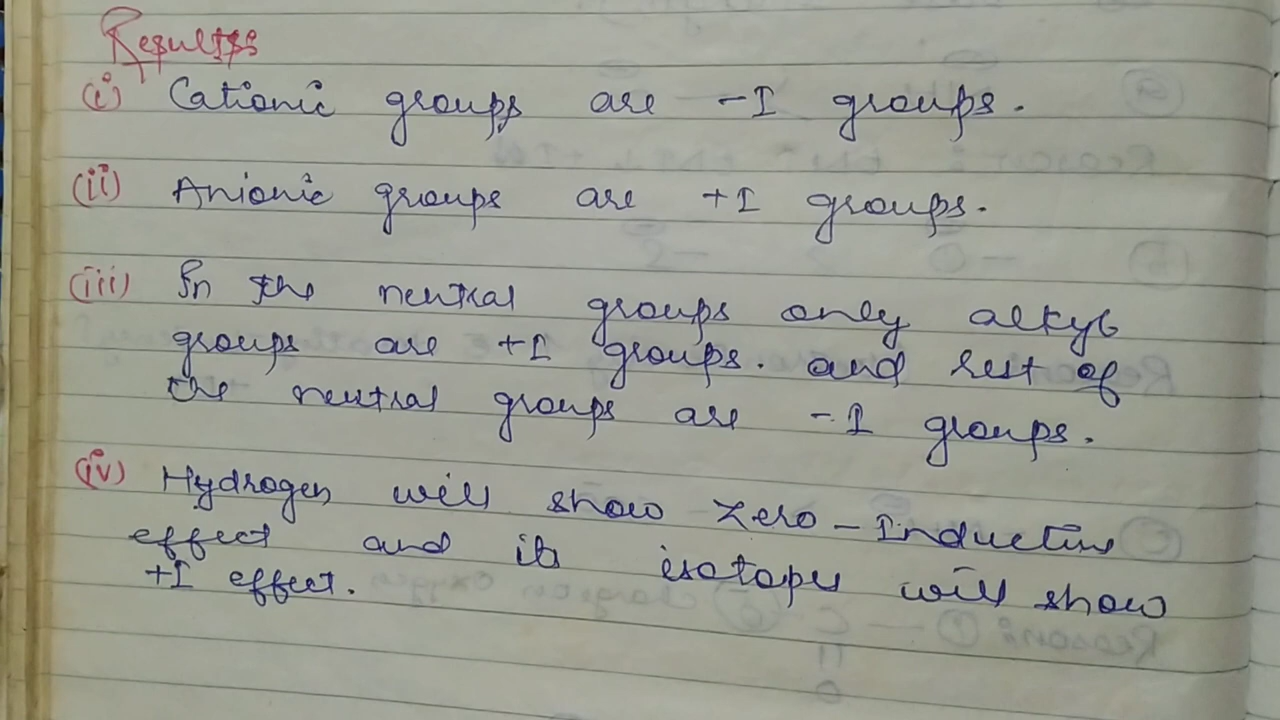 Results
(i) Cationic groups are -I groups.
(ii) Anionic groups are +I groups.
(iii) In the neutral groups only alkyl
groups are +I groups. and rest of
the neutral groups are -I groups.
(iv) Hydrogen will show zero-Inductive
effect and its isotopes will show
+I effect.